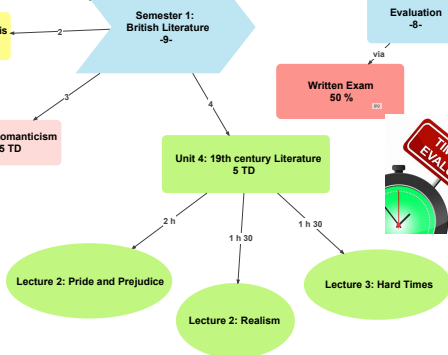 Semester 1:
British Literature
-9-
Evaluation
-8-
2
via
Written Exam
50 %
3
4
omanticism
5 TD
Unit 4: 19th century Literature
5 TD
TIM
EVAL
2 h
1 h 30
1 h 30
Lecture 2: Pride and Prejudice
Lecture 3: Hard Times
Lecture 2: Realism